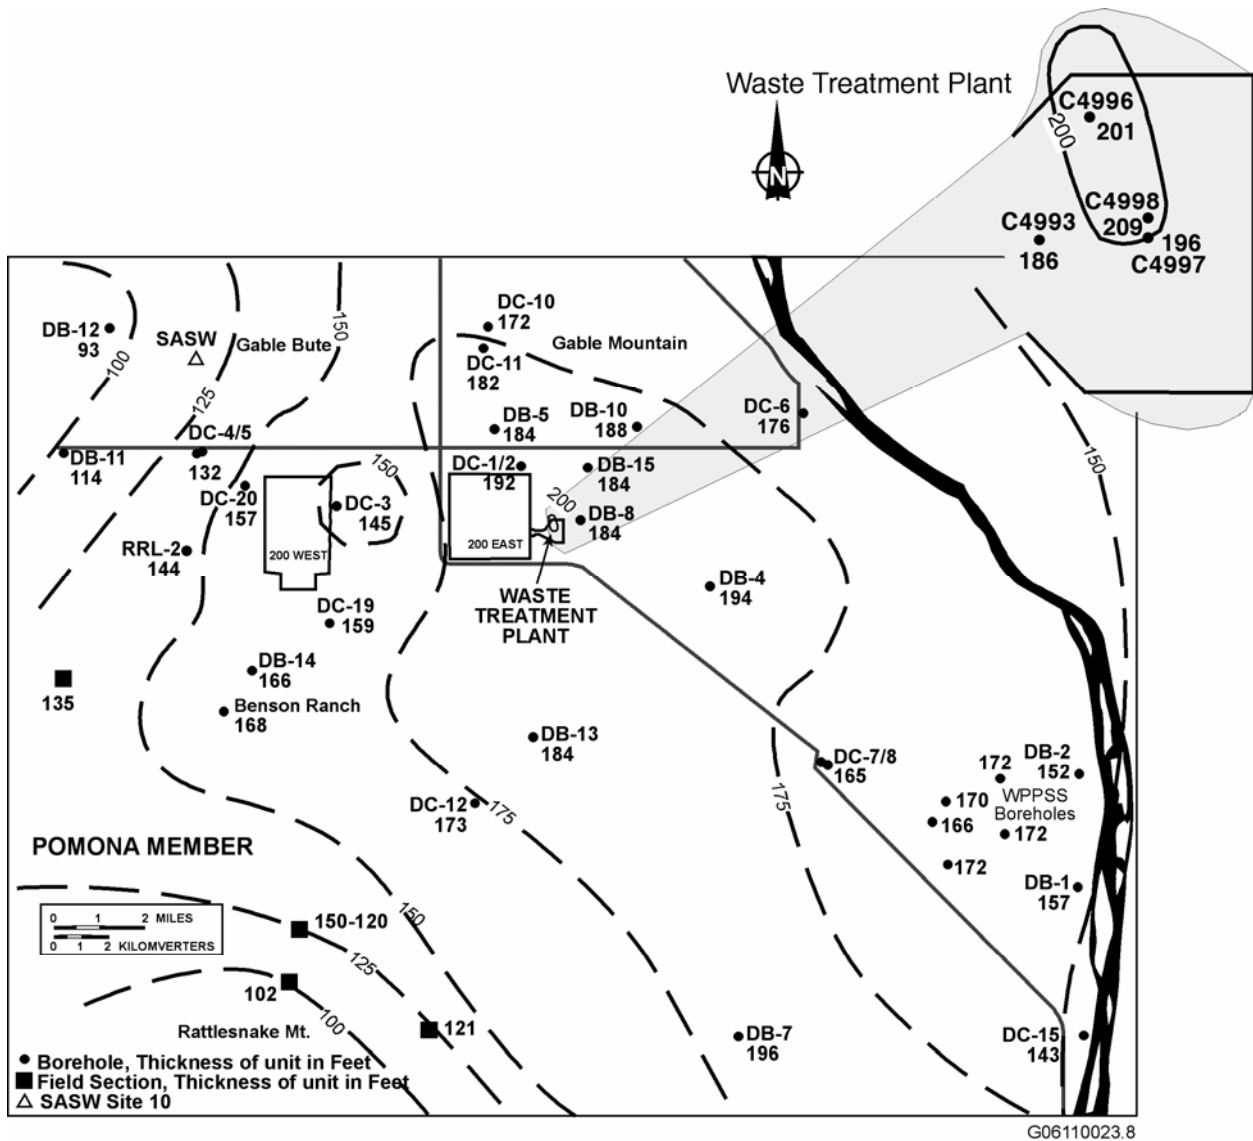 Waste Treatment Plant
N
C4996
201
200
C4998
209
C4993
186
196
C4997
DC-10
172
DB-12
93
SASW
Gable Bute
150
Gable Mountain
100
DC-11
182
125
DC-6
176
DB-5
184
DB-10
188
DC-4/5
132
DB-11
114
150
150
DC-1/2
192
DB-15
184
DC-20
157
DC-3
145
200
DB-8
184
RRL-2
144
200 WEST
200 EAST
DB-4
194
WASTE
TREATMENT
PLANT
DC-19
159
DB-14
166
135
Benson Ranch
168
DB-13
184
DC-7/8
165
DB-2
152
172
170
WPPSS
Boreholes
166
172
DC-12
173
175
175
POMONA MEMBER
172
DB-1
157
0 1 2 MILES
0 1 2 KILOMVERTERS
150-120
150
125
102
100
121
Rattlesnake Mt.
DB-7
196
DC-15
143
Borehole, Thickness of unit in Feet
Field Section, Thickness of unit in Feet
SASW Site 10
G06110023.8